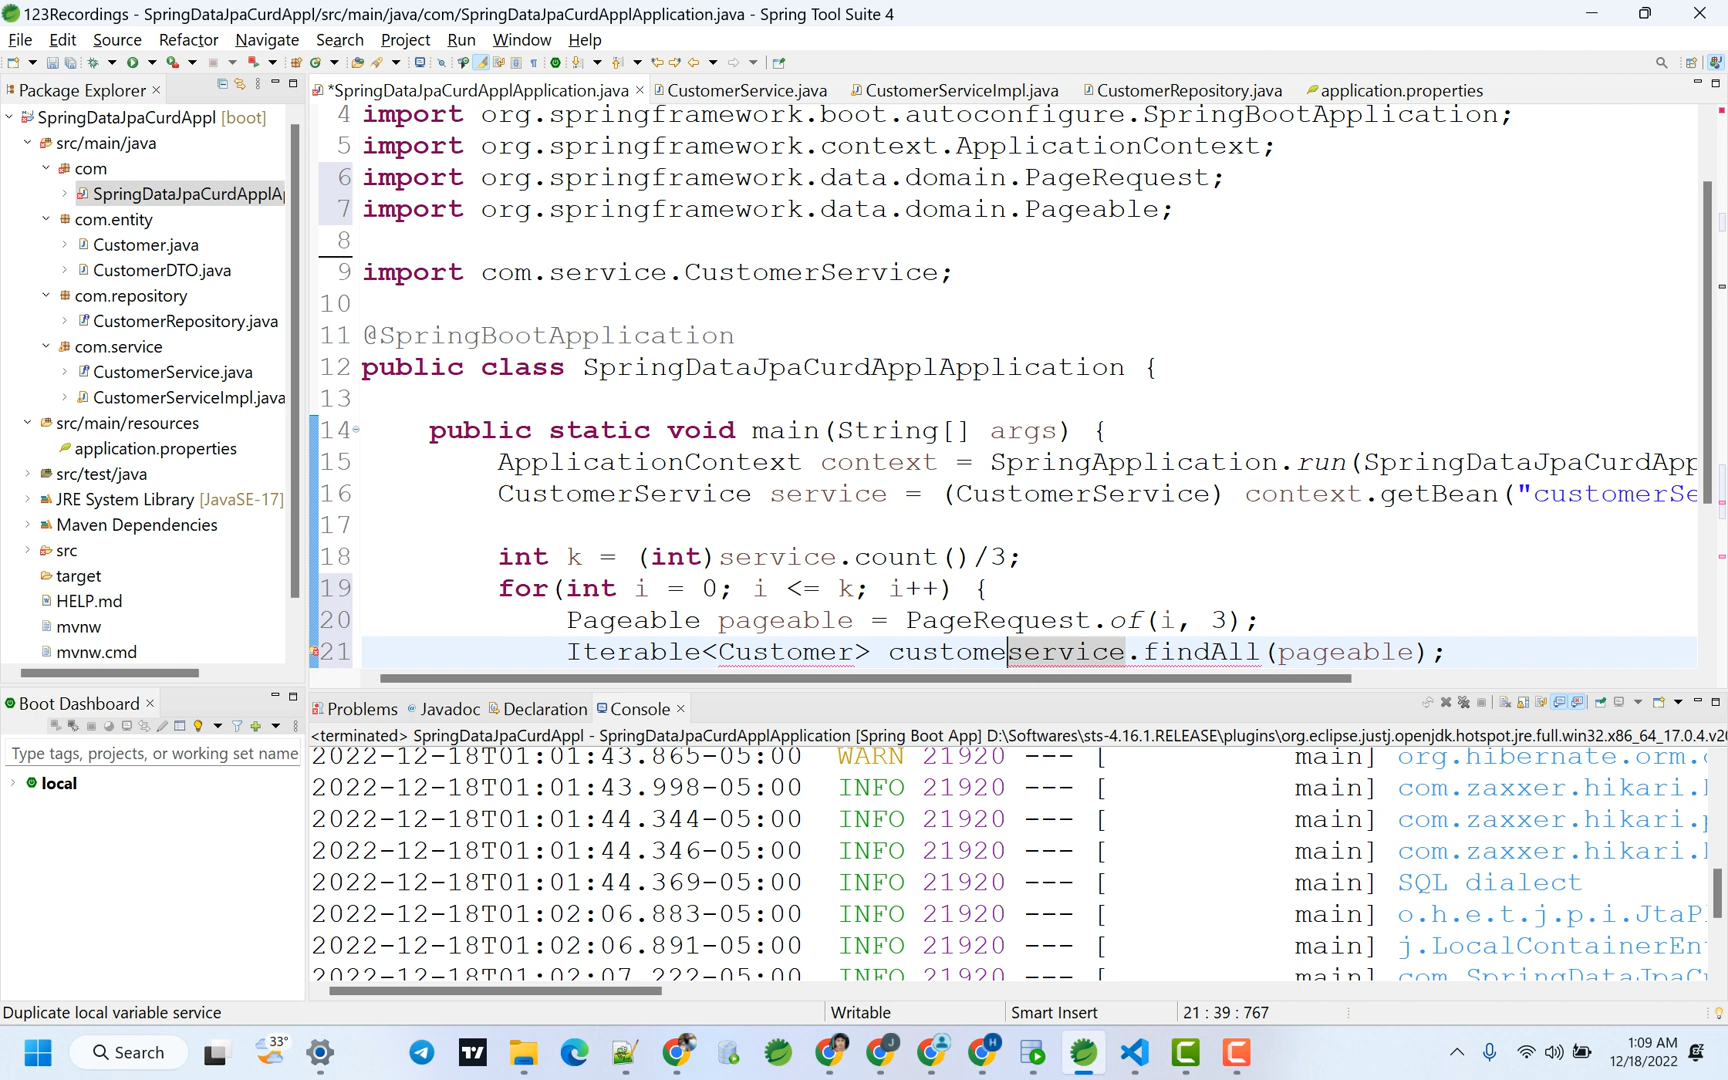 123Recordings - SpringDataJpaCurdAppl/src/main/java/com/SpringDataJpaCurdApplApplication.java - Spring Tool Suite 4
File Edit Source Refactor Navigate Search Project Run Window Help
Package Explorer
SpringDataJpaCurdAppl [boot]
src/main/java
com
SpringDataJpaCurdApplA
com.entity
Customer.java
CustomerDTO.java
com.repository
CustomerRepository.java
com.service
CustomerService.java
CustomerServiceImpl.java
src/main/resources
application.properties
src/test/java
JRE System Library [JavaSE-17]
Maven Dependencies
src
target
HELP.md
mvnw
mvnw.cmd
*SpringDataJpaCurdApplApplication.java CustomerService.java CustomerServiceImpl.java CustomerRepository.java application.properties
4 import org.springframework.boot.autoconfigure.SpringBootApplication;
5 import org.springframework.context.ApplicationContext;
6 import org.springframework.data.domain.PageRequest;
7 import org.springframework.data.domain.Pageable;
8
9 import com.service.CustomerService;
10
11 @SpringBootApplication
12 public class SpringDataJpaCurdApplApplication {
13
14 public static void main(String[] args) {
15 ApplicationContext context = SpringApplication.run(SpringDataJpaCurdApp
16 CustomerService service = (CustomerService) context.getBean("customerSe
17
18 int k = (int)service.count()/3;
19 for(int i = 0; i <= k; i++) {
20 Pageable pageable = PageRequest.of(i, 3);
21 Iterable<Customer> customeservice.findAll(pageable);
Boot Dashboard
Type tags, projects, or working set name
local
Problems Javadoc Declaration Console
<terminated> SpringDataJpaCurdAppl - SpringDataJpaCurdApplApplication [Spring Boot App] D:\Softwares\sts-4.16.1.RELEASE\plugins\org.eclipse.justj.openjdk.hotspot.jre.full.win32.x86_64_17.0.4.v20
2022-12-18T01:01:43.865-05:00 WARN 21920 --- [ main] org.hibernate.orm.
2022-12-18T01:01:43.998-05:00 INFO 21920 --- [ main] com.zaxxer.hikari.
2022-12-18T01:01:44.344-05:00 INFO 21920 --- [ main] com.zaxxer.hikari.
2022-12-18T01:01:44.346-05:00 INFO 21920 --- [ main] com.zaxxer.hikari.
2022-12-18T01:01:44.369-05:00 INFO 21920 --- [ main] SQL dialect
2022-12-18T01:02:06.883-05:00 INFO 21920 --- [ main] o.h.e.t.j.p.i.JtaPl
2022-12-18T01:02:06.891-05:00 INFO 21920 --- [ main] j.LocalContainerEn
2022-12-18T01:02:07.222-05:00 INFO 21920 --- [ main] com.SpringDataJpaC
Duplicate local variable service Writable Smart Insert 21 : 39 : 767
33° Search 1:09 AM
12/18/2022